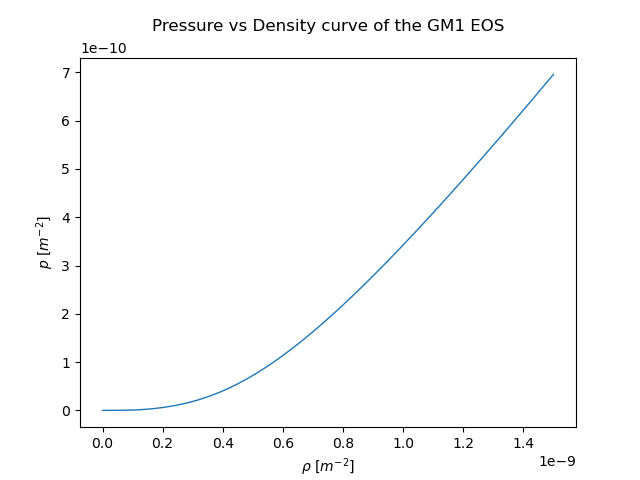 Pressure vs Density curve of the GM1 EOS
1e−10
7
6
5
4
3
2
1
0
p [m⁻²]
0.0 0.2 0.4 0.6 0.8 1.0 1.2 1.4
1e−9
ρ [m⁻²]